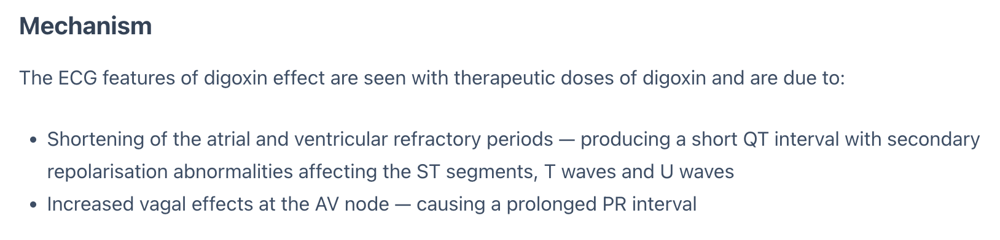 Mechanism
The ECG features of digoxin effect are seen with therapeutic doses of digoxin and are due to:
• Shortening of the atrial and ventricular refractory periods — producing a short QT interval with secondary
repolarisation abnormalities affecting the ST segments, T waves and U waves
• Increased vagal effects at the AV node — causing a prolonged PR interval